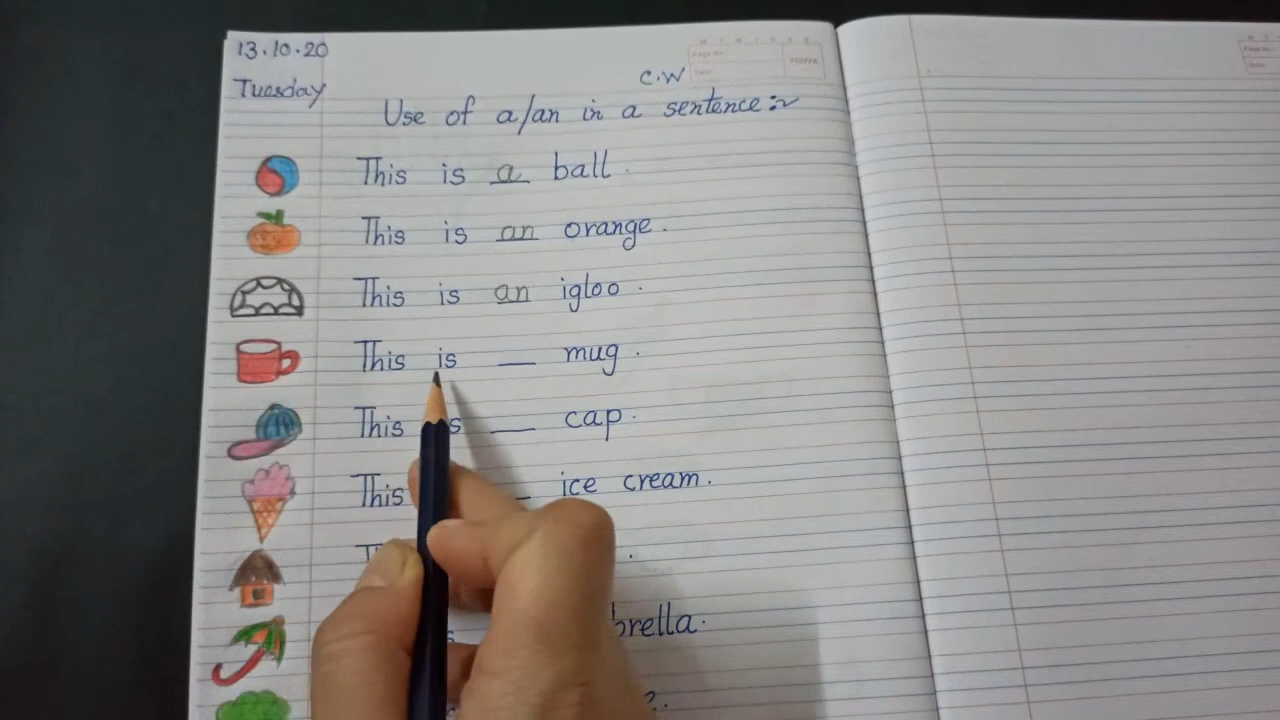 13.10.20
Tuesday
C.W
Use of a/an in a sentence:~
This is a ball.
This is an orange.
This is an igloo.
This is __ mug.
This is __ cap.
This __ ice cream.